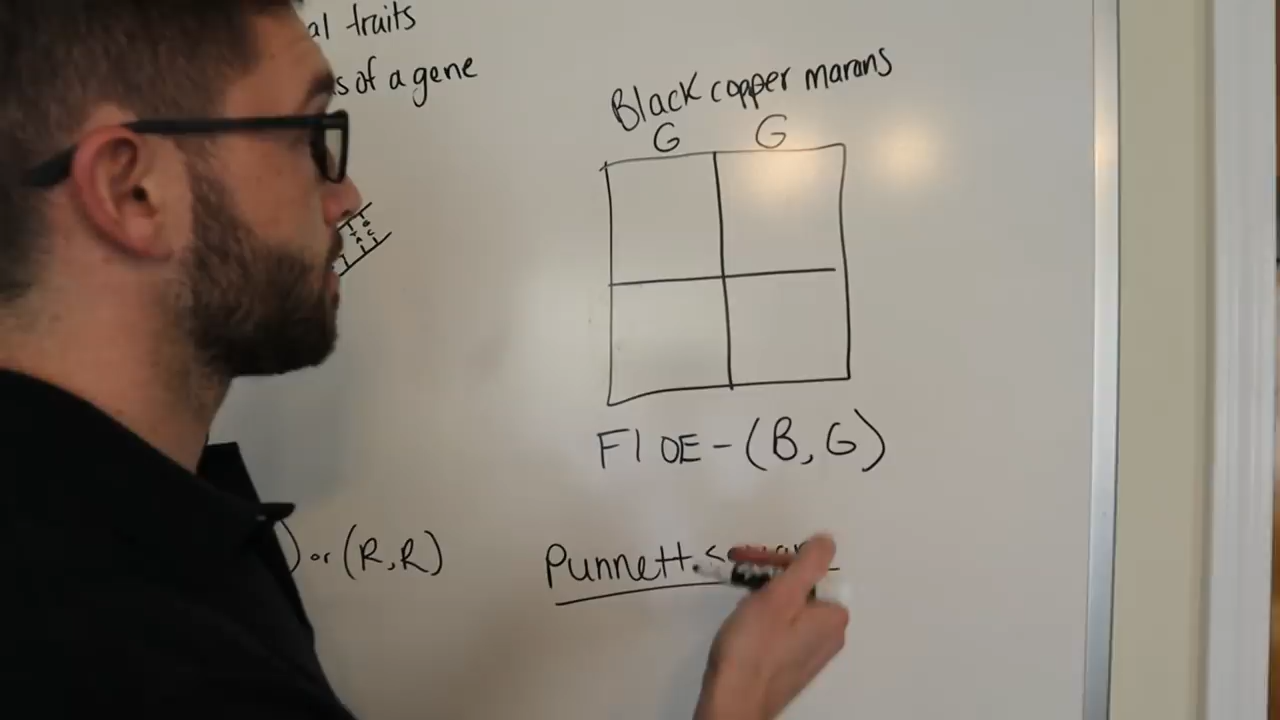 al traits
s of a gene
Black copper marans
G G
T G
A C
F1 OE-(B,G)
) or (R,R)
Punnett